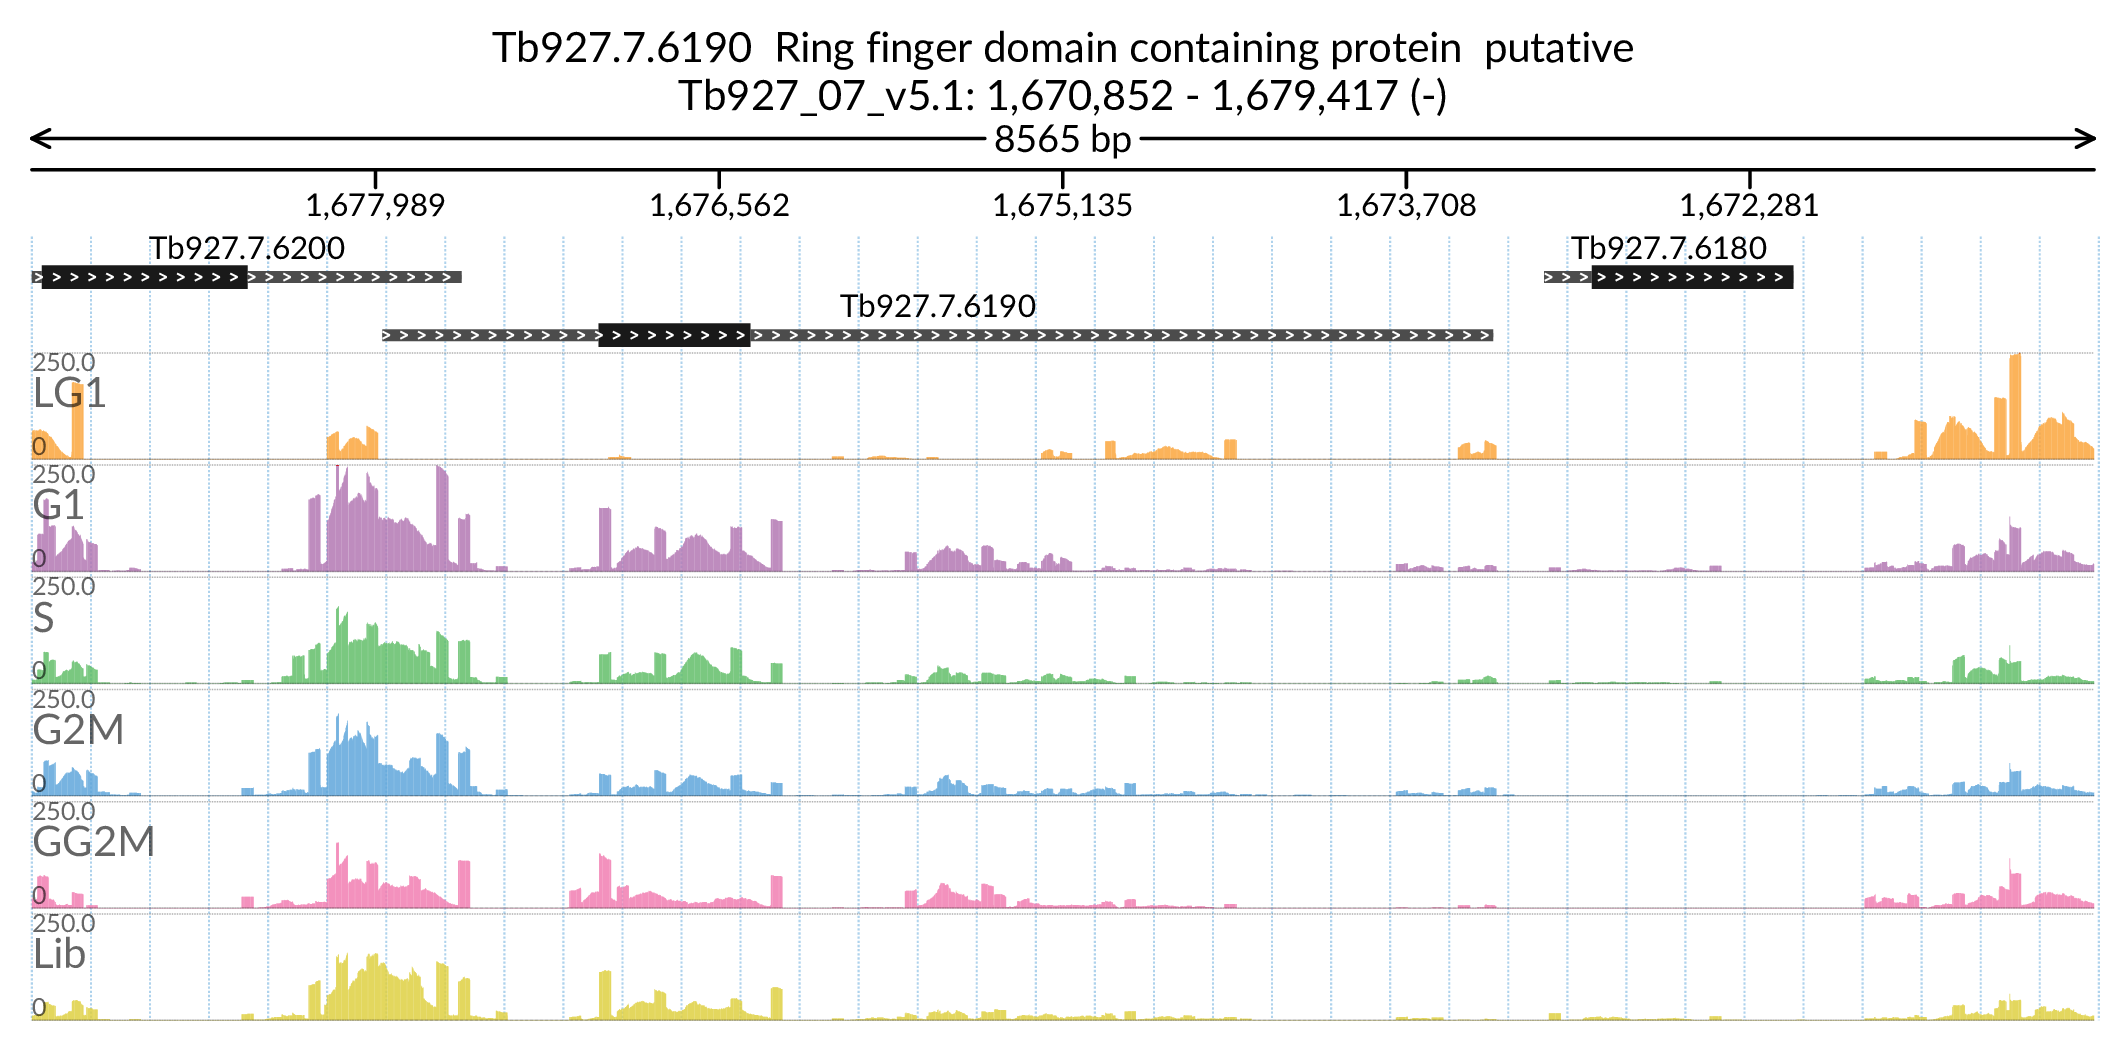 Tb927.7.6190  Ring finger domain containing protein  putative
Tb927_07_v5.1: 1,670,852 - 1,679,417 (-)
8565 bp
1,677,989 1,676,562 1,675,135 1,673,708 1,672,281
Tb927.7.6200 Tb927.7.6180
Tb927.7.6190
250.0
LG1
0
250.0
G1
0
250.0
S
0
250.0
G2M
0
250.0
GG2M
0
250.0
Lib
0